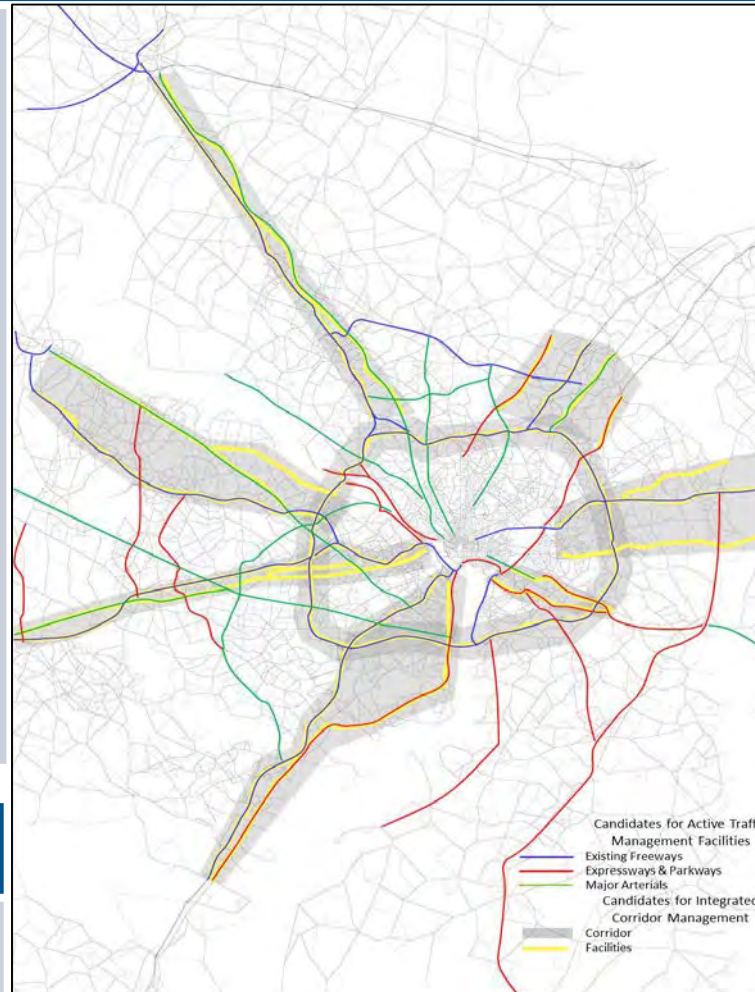 Candidates for Active Traff
Management Facilities
Existing Freeways
Expressways & Parkways
Major Arterials
Candidates for Integrated
Corridor Management
Corridor
Facilities